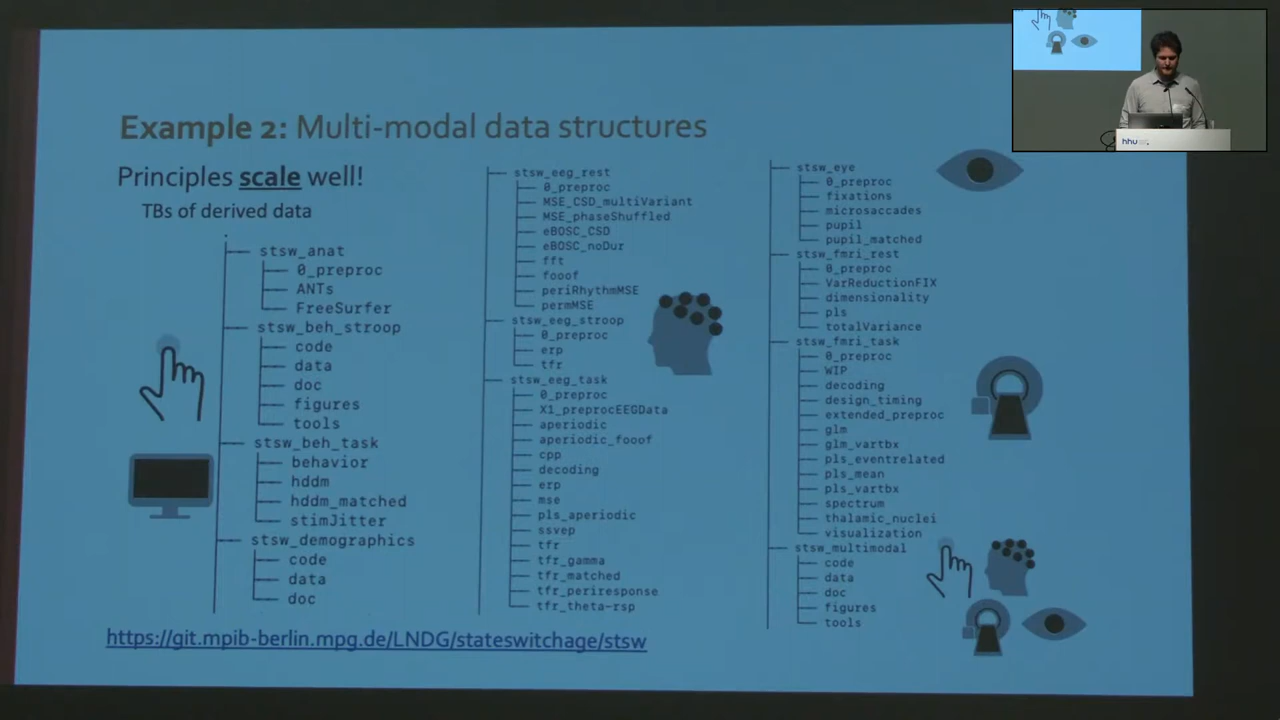 Example 2: Multi-modal data structures
Principles scale well!
TBs of derived data
stsw_anat
0_preproc
ANTs
FreeSurfer
stsw_beh_stroop
code
data
doc
figures
tools
stsw_beh_task
behavior
hddm
hddm_matched
stimJitter
stsw_demographics
code
data
doc
stsw_eeg_rest
0_preproc
MSE_CSD_multiVariant
MSE_phaseShuffled
eBOSC_CSD
eBOSC_noDur
fft
fooof
periRhythmMSE
permMSE
stsw_eeg_stroop
0_preproc
erp
tfr
stsw_eeg_task
0_preproc
X1_preprocEEGData
aperiodic
aperiodic_fooof
cpp
decoding
erp
mse
pls_aperiodic
ssvep
tfr
tfr_gamma
tfr_matched
tfr_periresponse
tfr_theta-rsp
stsw_eye
0_preproc
fixations
microsaccades
pupil
pupil_matched
stsw_fmri_rest
0_preproc
VarReductionFIX
dimensionality
pls
totalVariance
stsw_fmri_task
0_preproc
WIP
decoding
design_timing
extended_preproc
glm
glm_vartbx
pls_eventrelated
pls_mean
pls_vartbx
spectrum
thalamic_nuclei
visualization
stsw_multimodal
code
data
doc
figures
tools
https://git.mpib-berlin.mpg.de/LNDG/stateswitchage/stsw
hhu